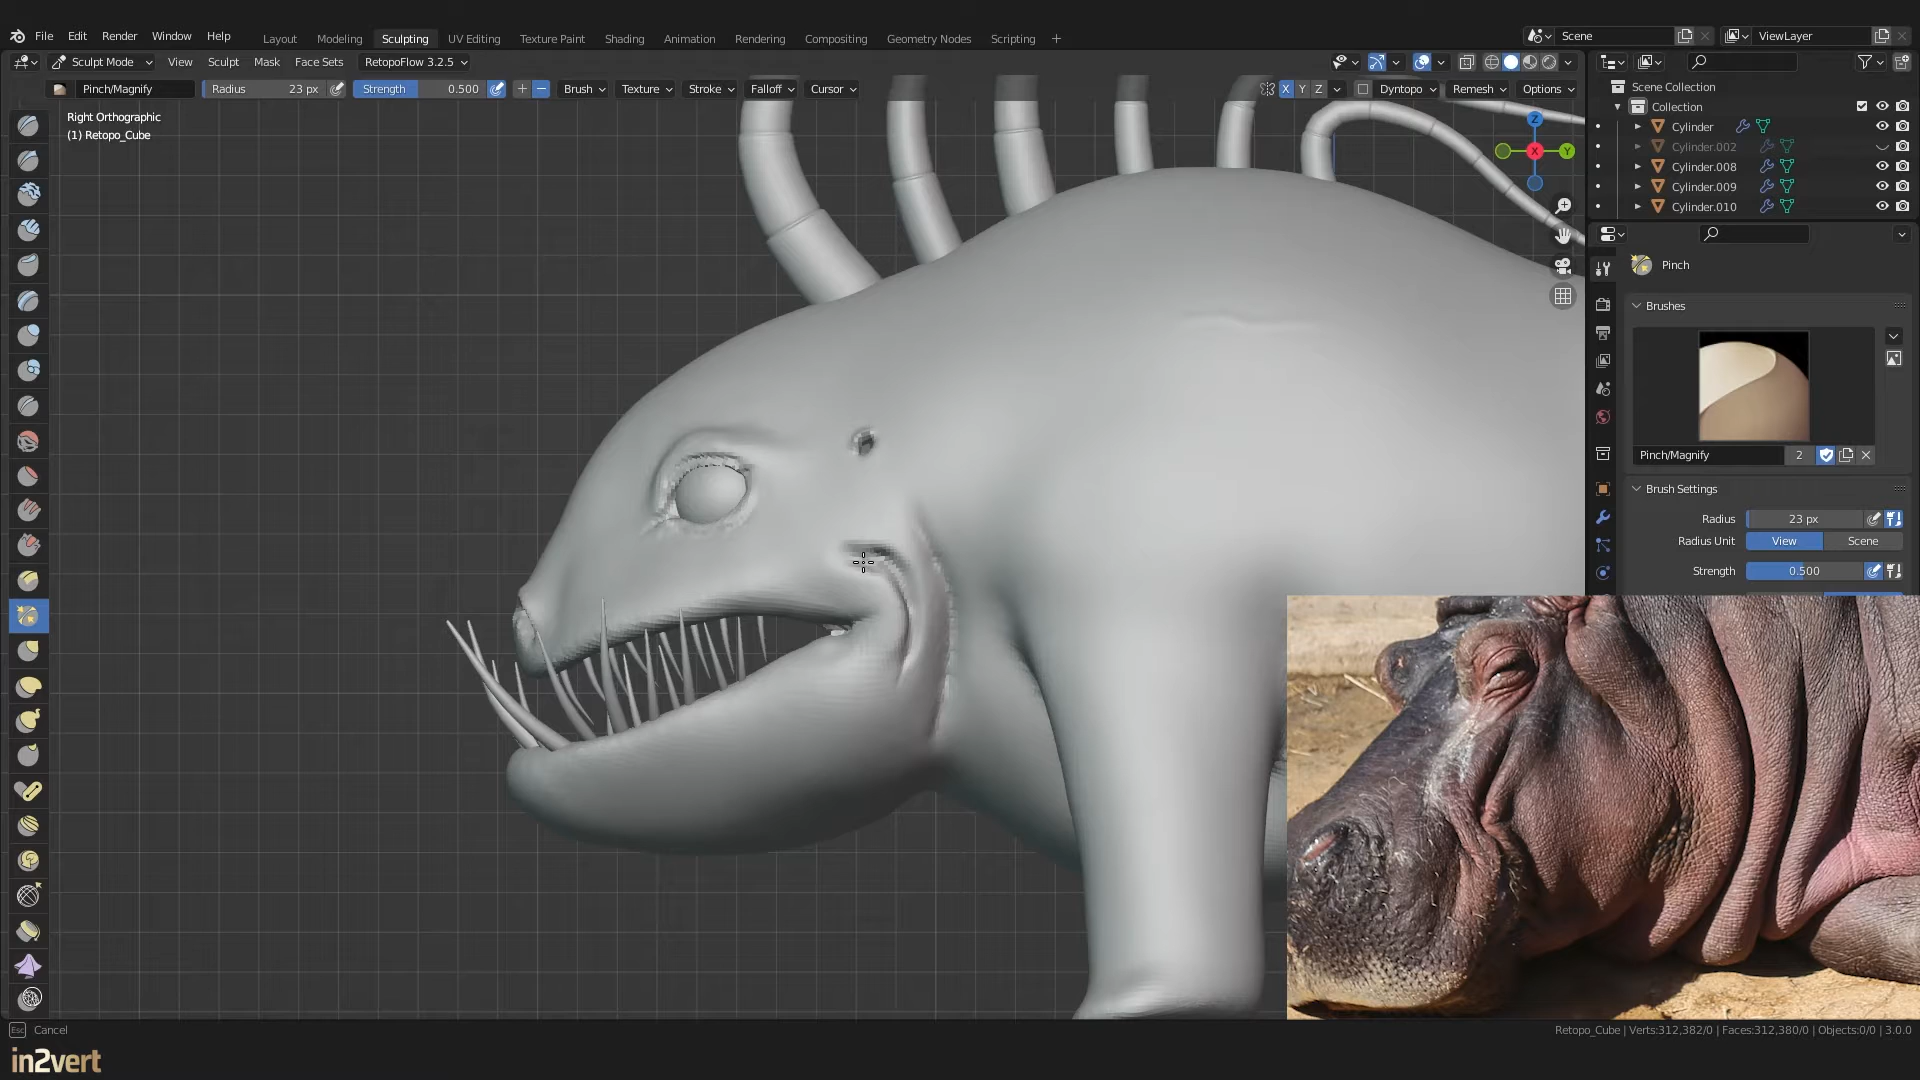 File Edit Render Window Help Layout Modeling Sculpting UV Editing Texture Paint Shading Animation Rendering Compositing Geometry Nodes Scripting + Scene ViewLayer
Sculpt Mode View Sculpt Mask Face Sets RetopoFlow 3.2.5
Pinch/Magnify Radius 23 px Strength 0.500 + − Brush Texture Stroke Falloff Cursor X Y Z Dyntopo Remesh Options
Right Orthographic
(1) Retopo_Cube
Z
X
Y
Scene Collection
Collection
Cylinder
Cylinder.002
Cylinder.008
Cylinder.009
Cylinder.010
Pinch
Brushes
Pinch/Magnify 2
Brush Settings
Radius 23 px
Radius Unit View Scene
Strength 0.500
Esc Cancel
Retopo_Cube | Verts:312,382/0 | Faces:312,380/0 | Objects:0/0 | 3.0.0
in2vert